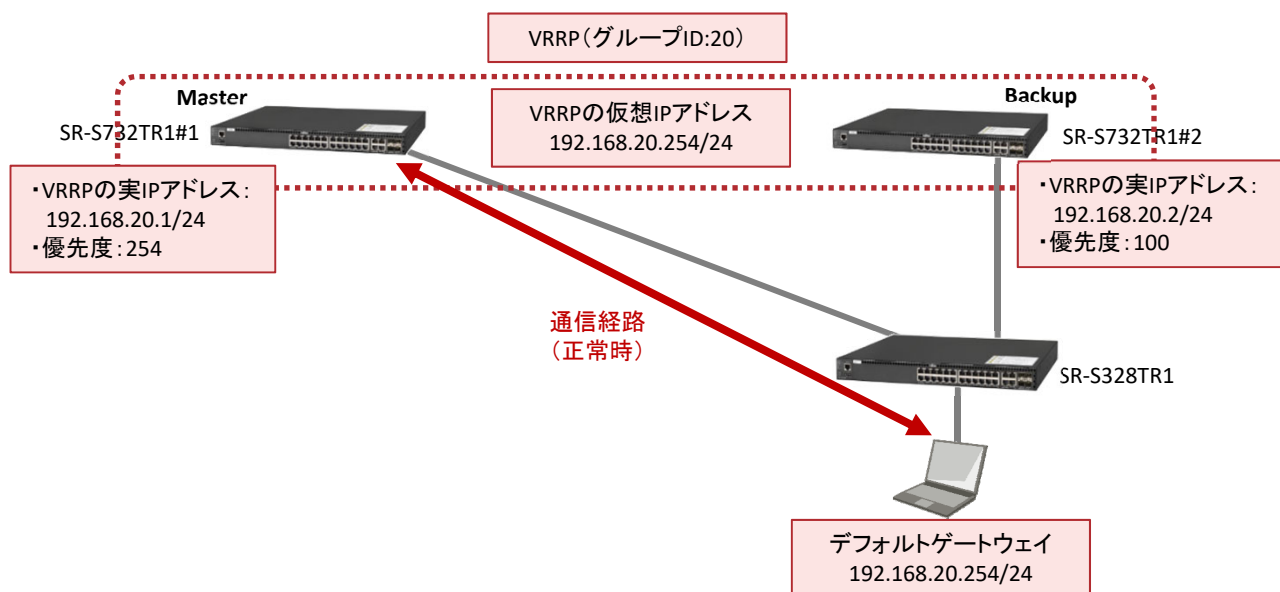 VRRP(グループID:20)
Master
Backup
VRRPの仮想IPアドレス
192.168.20.254/24
SR-S732TR1#1
SR-S732TR1#2
・VRRPの実IPアドレス:
192.168.20.1/24
・優先度:254
・VRRPの実IPアドレス:
192.168.20.2/24
・優先度:100
通信経路
(正常時)
SR-S328TR1
デフォルトゲートウェイ
192.168.20.254/24